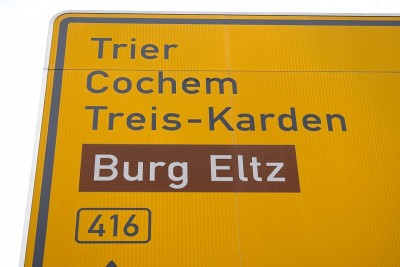 Trier
Cochem
Treis-Karden
Burg Eltz
416